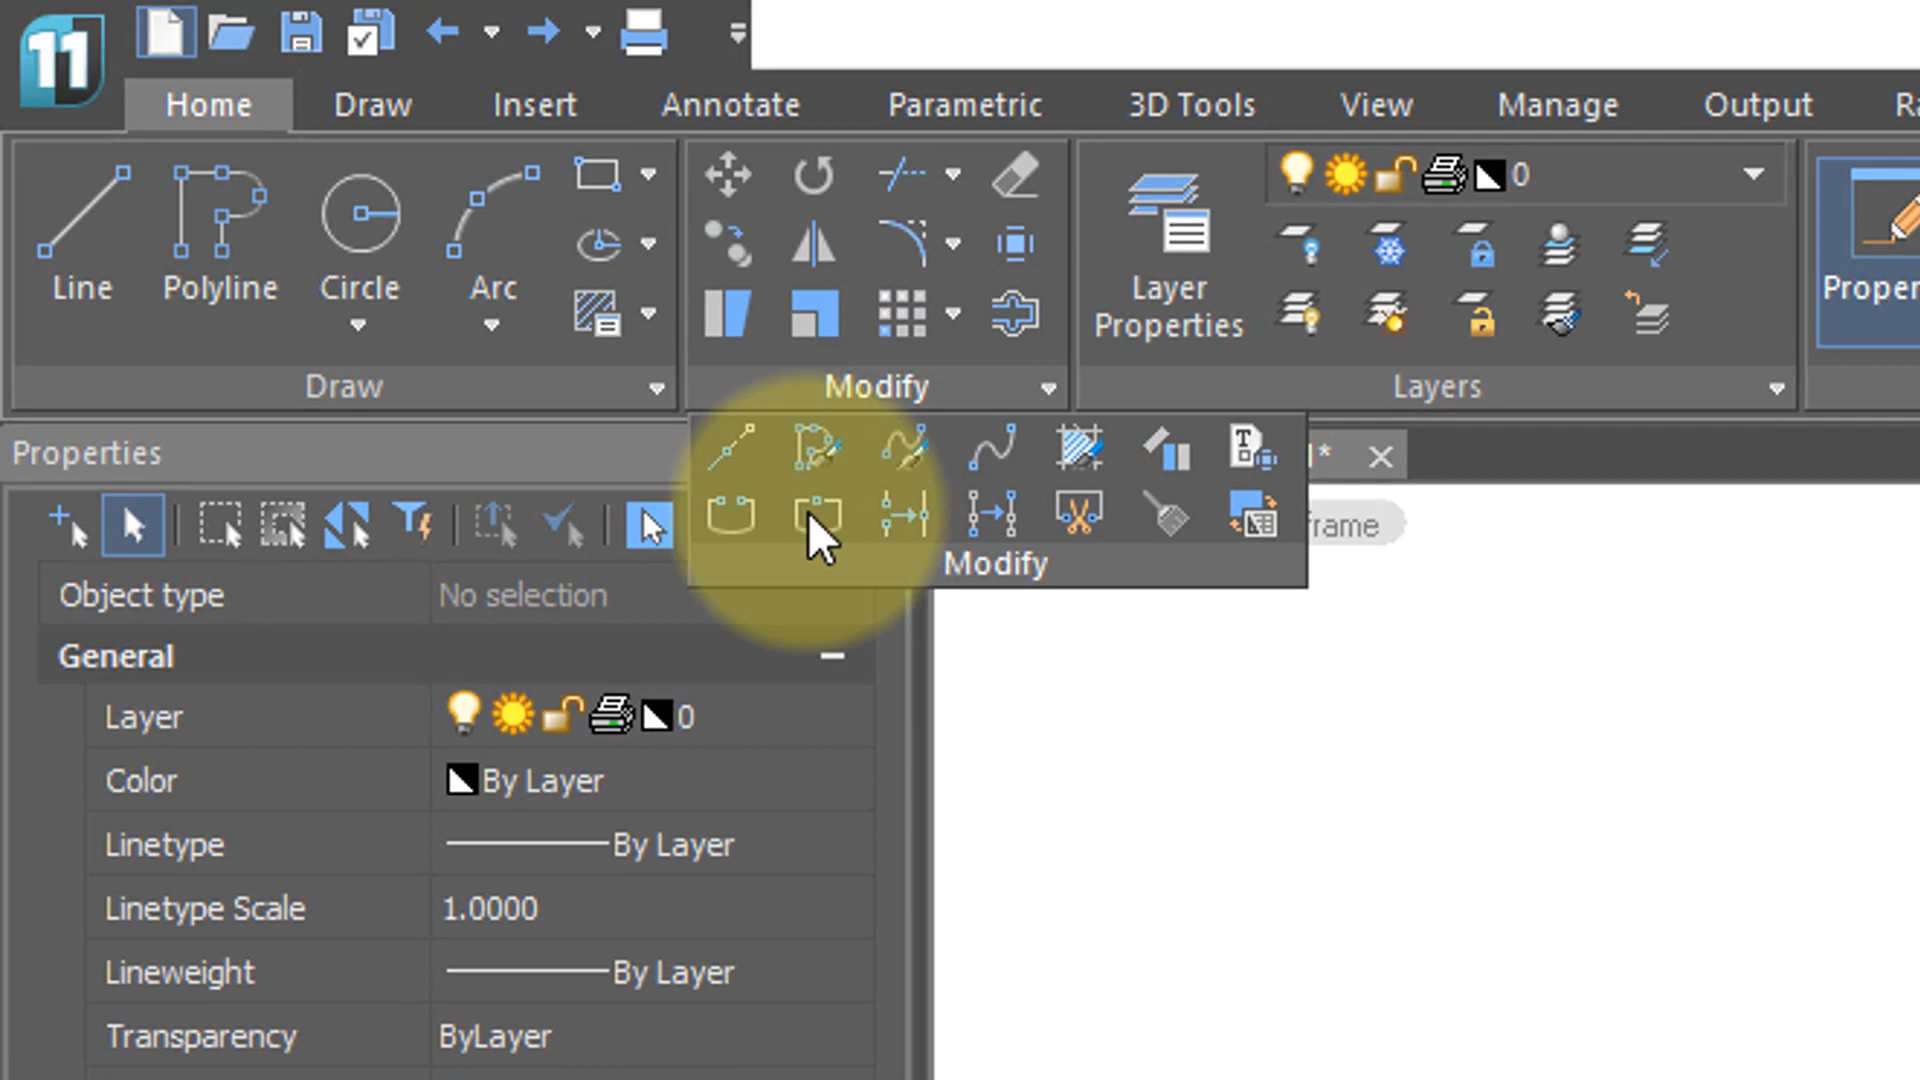 11
Home Draw Insert Annotate Parametric 3D Tools View Manage Output
0
Line Polyline Circle Arc
Layer
Properties
Draw Modify Layers
Properties
* frame
Modify
Object type No selection
General
Layer 0
Color By Layer
Linetype By Layer
Linetype Scale 1.0000
Lineweight By Layer
Transparency ByLayer